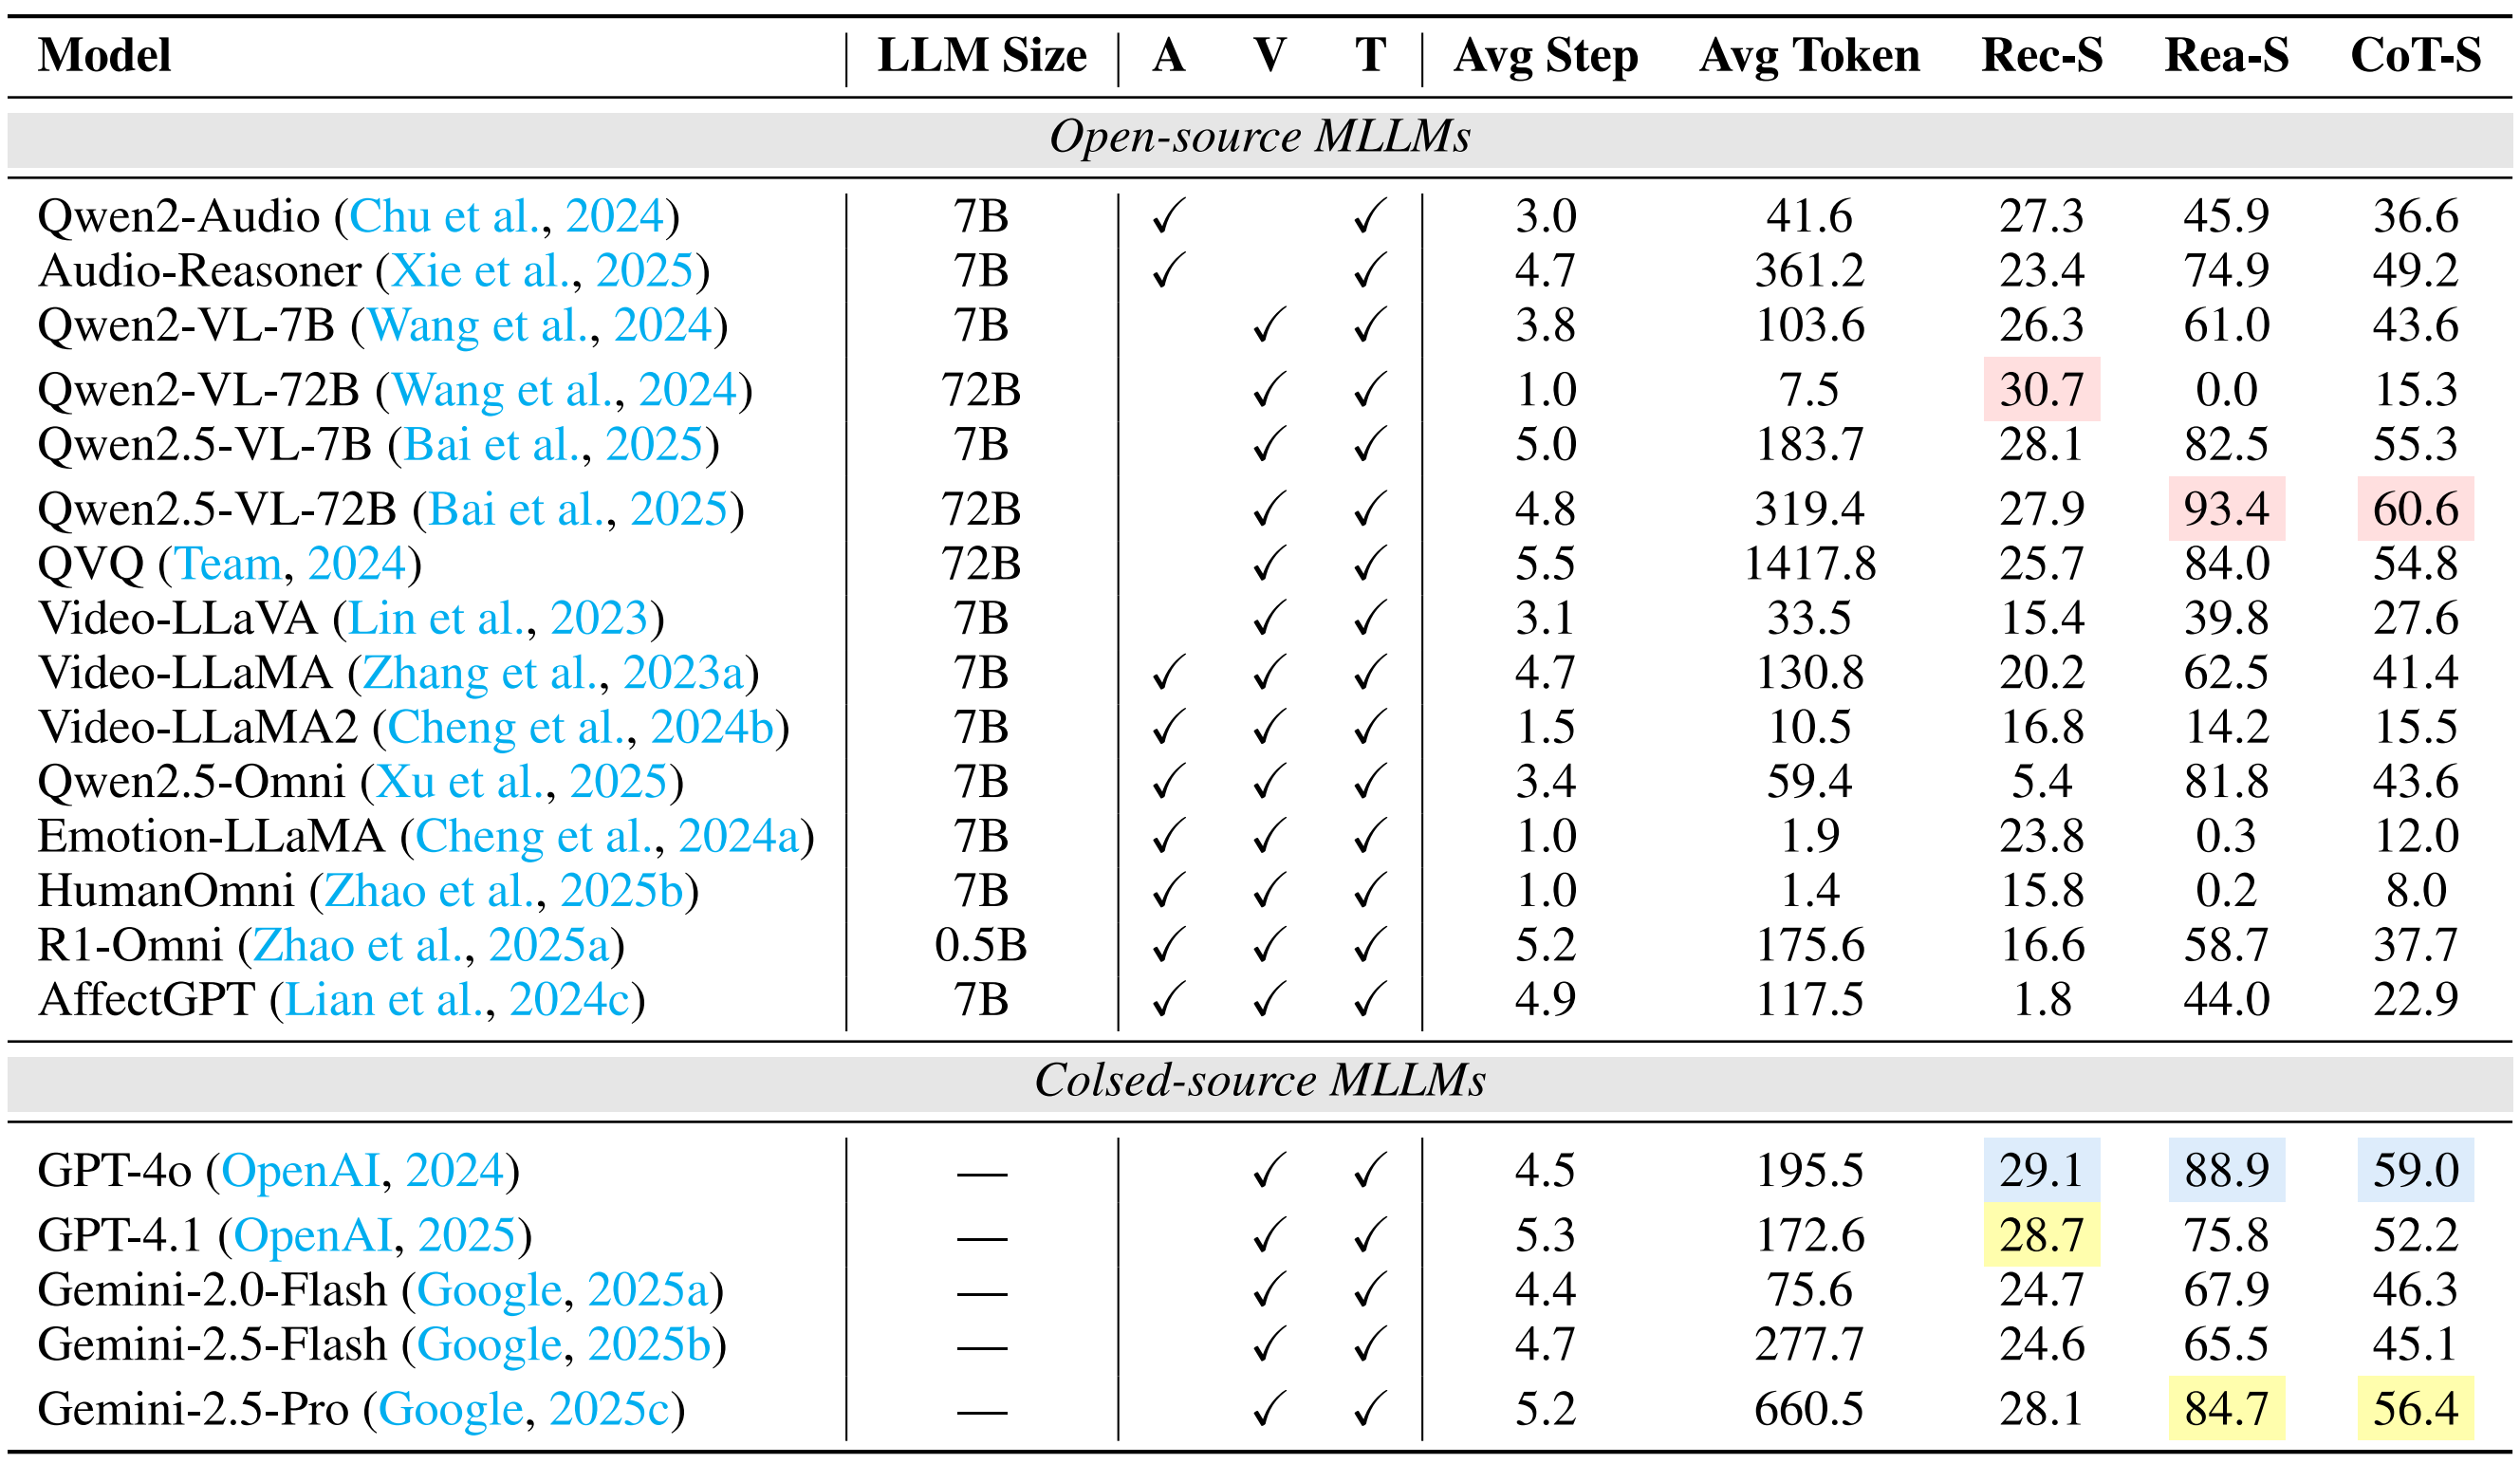 Model LLM Size A V T Avg Step Avg Token Rec-S Rea-S CoT-S
Open-source MLLMs
Qwen2-Audio (Chu et al., 2024) 7B ✓ ✓ 3.0 41.6 27.3 45.9 36.6
Audio-Reasoner (Xie et al., 2025) 7B ✓ ✓ 4.7 361.2 23.4 74.9 49.2
Qwen2-VL-7B (Wang et al., 2024) 7B ✓ ✓ 3.8 103.6 26.3 61.0 43.6
Qwen2-VL-72B (Wang et al., 2024) 72B ✓ ✓ 1.0 7.5 30.7 0.0 15.3
Qwen2.5-VL-7B (Bai et al., 2025) 7B ✓ ✓ 5.0 183.7 28.1 82.5 55.3
Qwen2.5-VL-72B (Bai et al., 2025) 72B ✓ ✓ 4.8 319.4 27.9 93.4 60.6
QVQ (Team, 2024) 72B ✓ ✓ 5.5 1417.8 25.7 84.0 54.8
Video-LLaVA (Lin et al., 2023) 7B ✓ ✓ 3.1 33.5 15.4 39.8 27.6
Video-LLaMA (Zhang et al., 2023a) 7B ✓ ✓ ✓ 4.7 130.8 20.2 62.5 41.4
Video-LLaMA2 (Cheng et al., 2024b) 7B ✓ ✓ ✓ 1.5 10.5 16.8 14.2 15.5
Qwen2.5-Omni (Xu et al., 2025) 7B ✓ ✓ ✓ 3.4 59.4 5.4 81.8 43.6
Emotion-LLaMA (Cheng et al., 2024a) 7B ✓ ✓ ✓ 1.0 1.9 23.8 0.3 12.0
HumanOmni (Zhao et al., 2025b) 7B ✓ ✓ ✓ 1.0 1.4 15.8 0.2 8.0
R1-Omni (Zhao et al., 2025a) 0.5B ✓ ✓ ✓ 5.2 175.6 16.6 58.7 37.7
AffectGPT (Lian et al., 2024c) 7B ✓ ✓ ✓ 4.9 117.5 1.8 44.0 22.9
Colsed-source MLLMs
GPT-4o (OpenAI, 2024) — ✓ ✓ 4.5 195.5 29.1 88.9 59.0
GPT-4.1 (OpenAI, 2025) — ✓ ✓ 5.3 172.6 28.7 75.8 52.2
Gemini-2.0-Flash (Google, 2025a) — ✓ ✓ 4.4 75.6 24.7 67.9 46.3
Gemini-2.5-Flash (Google, 2025b) — ✓ ✓ 4.7 277.7 24.6 65.5 45.1
Gemini-2.5-Pro (Google, 2025c) — ✓ ✓ 5.2 660.5 28.1 84.7 56.4